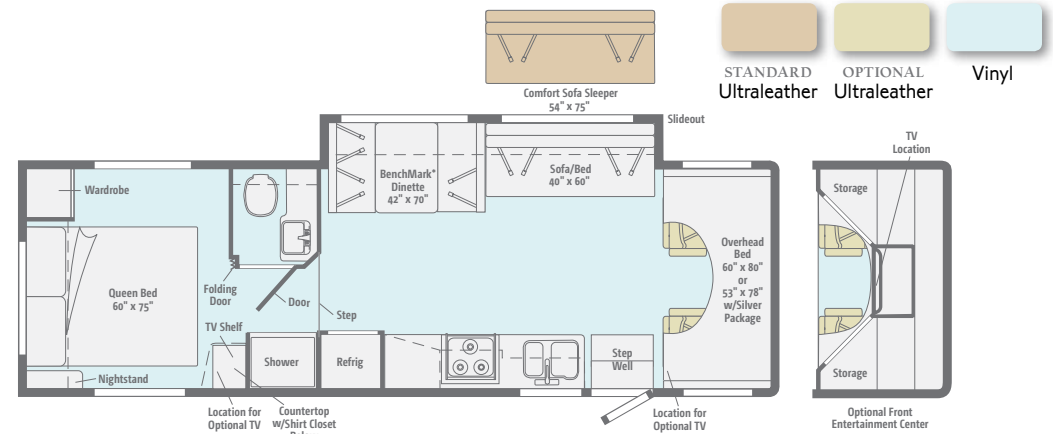 STANDARD
Ultraleather
OPTIONAL
Ultraleather
Vinyl
Comfort Sofa Sleeper
54" x 75"
Slideout
Wardrobe
BenchMark*
Dinette
42" x 70"
Sofa/Bed
40" x 60"
Queen Bed
60" x 75"
Folding
Door
Door
Step
TV Shelf
Shower
Refrig
Step
Well
Overhead
Bed
60" x 80"
or
53" x 78"
w/Silver
Package
Nightstand
Location for
Optional TV
Countertop
w/Shirt Closet
Location for
Optional TV
TV
Location
Storage
Storage
Optional Front
Entertainment Center